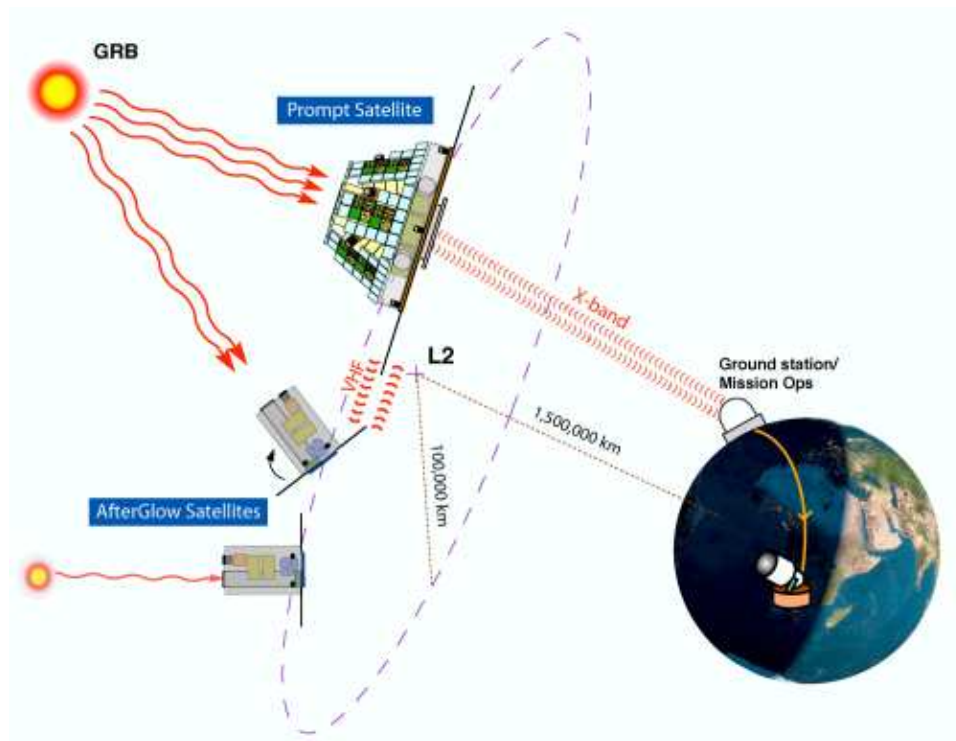 GRB
Prompt Satellite
X-band
VHF
L2
Ground station/
Mission Ops
1,500,000 km
100,000 km
AfterGlow Satellites